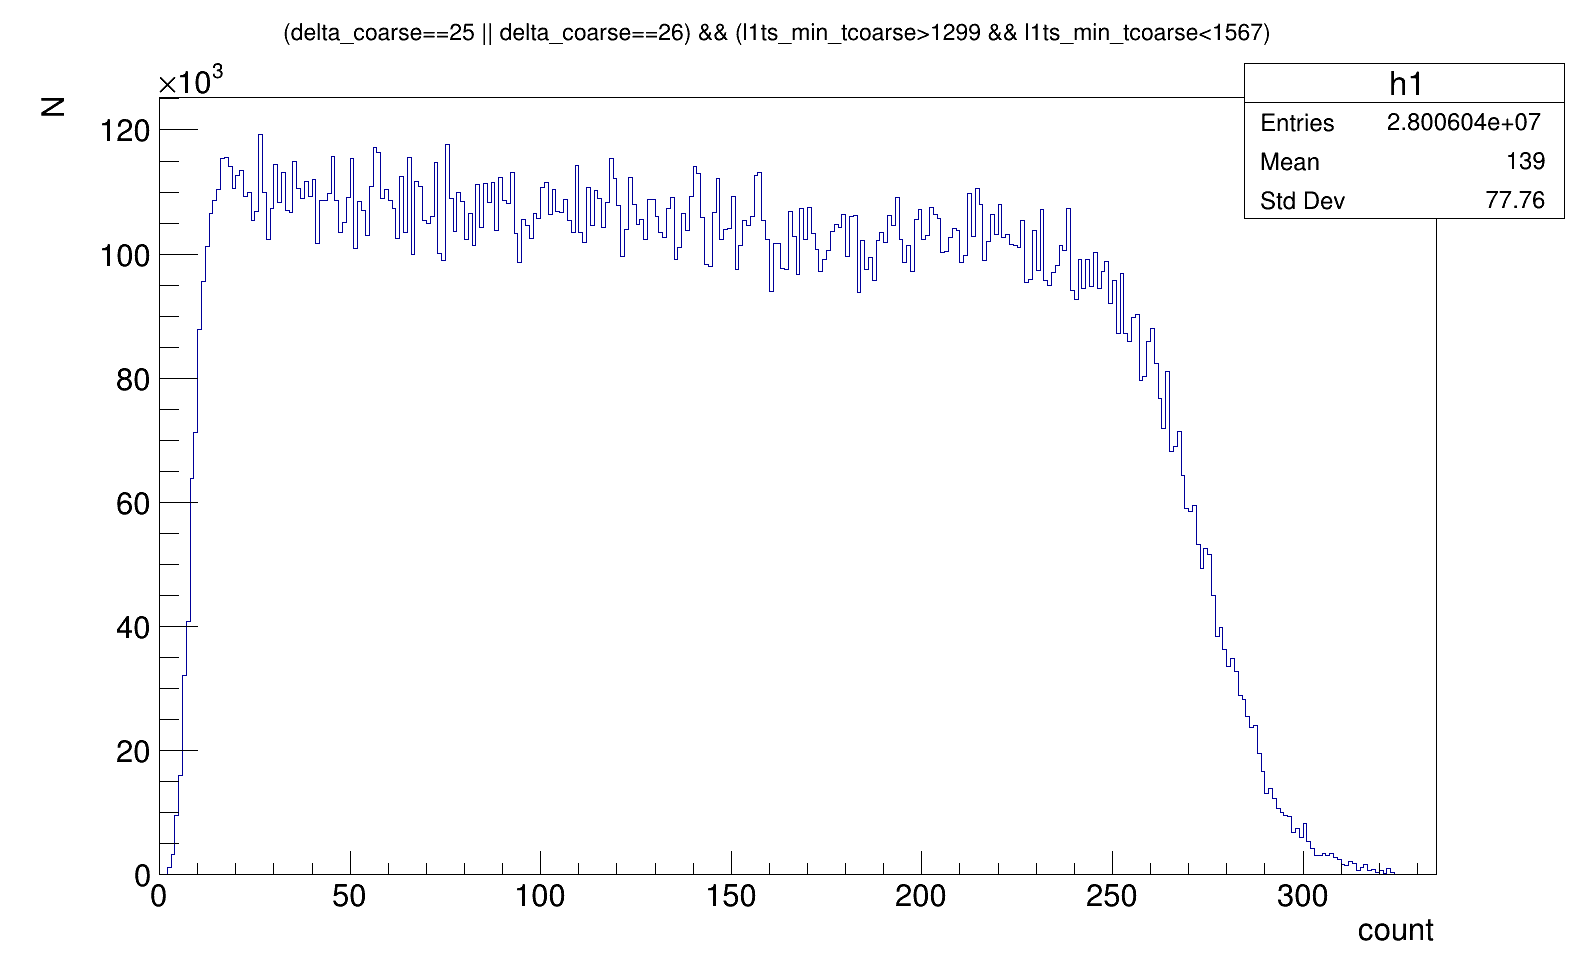 (delta_coarse==25 || delta_coarse==26) && (l1ts_min_tcoarse>1299 && l1ts_min_tcoarse<1567)
×10³
N
h1
Entries 2.800604e+07
Mean 139
Std Dev 77.76
120
100
80
60
40
20
0
0 50 100 150 200 250 300
count